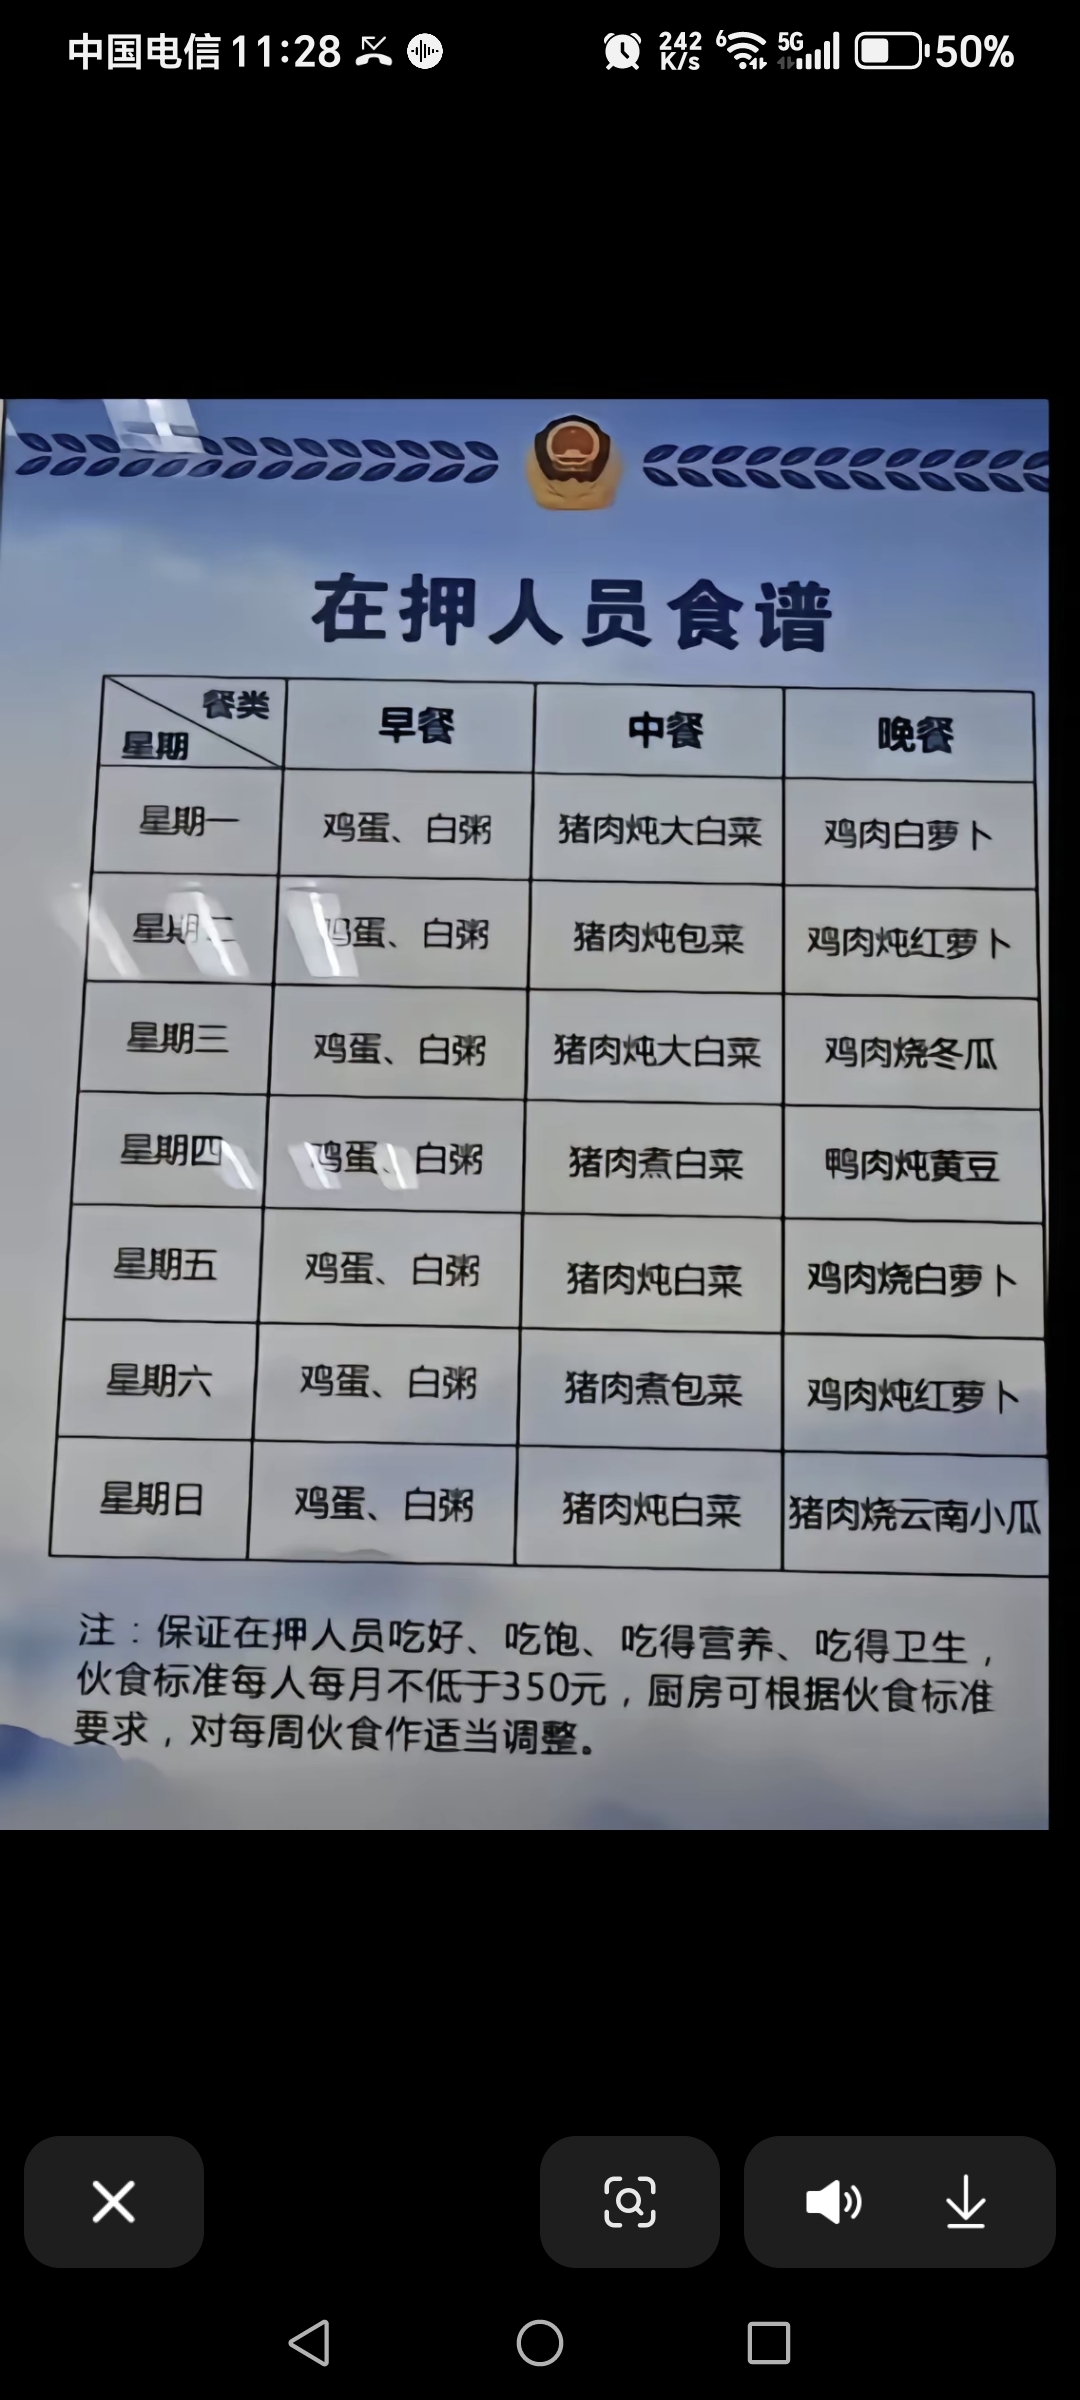 中国电信 11:28 242 K/s 6 5G 50%
在押人员食谱
餐类 星期 早餐 中餐 晚餐
星期一 鸡蛋、白粥 猪肉炖大白菜 鸡肉白萝卜
星期二 鸡蛋、白粥 猪肉炖包菜 鸡肉炖红萝卜
星期三 鸡蛋、白粥 猪肉炖大白菜 鸡肉烧冬瓜
星期四 鸡蛋、白粥 猪肉煮白菜 鸭肉炖黄豆
星期五 鸡蛋、白粥 猪肉炖白菜 鸡肉烧白萝卜
星期六 鸡蛋、白粥 猪肉煮包菜 鸡肉炖红萝卜
星期日 鸡蛋、白粥 猪肉炖白菜 猪肉烧云南小瓜
注：保证在押人员吃好、吃饱、吃得营养、吃得卫生，
伙食标准每人每月不低于350元，厨房可根据伙食标准
要求，对每周伙食作适当调整。